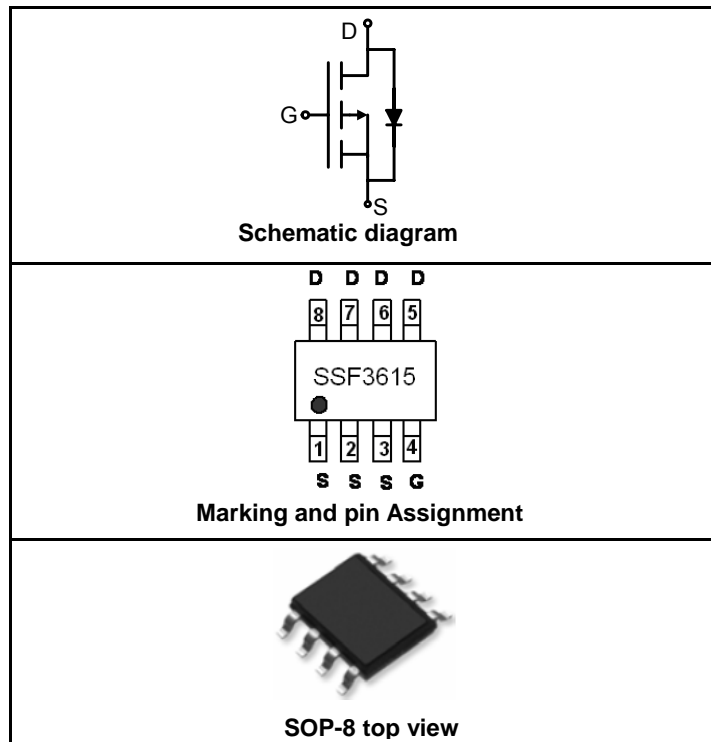 D
G
S
Schematic diagram
D D D D
8 7 6 5
SSF3615
1 2 3 4
S S S G
Marking and pin Assignment
SOP-8 top view